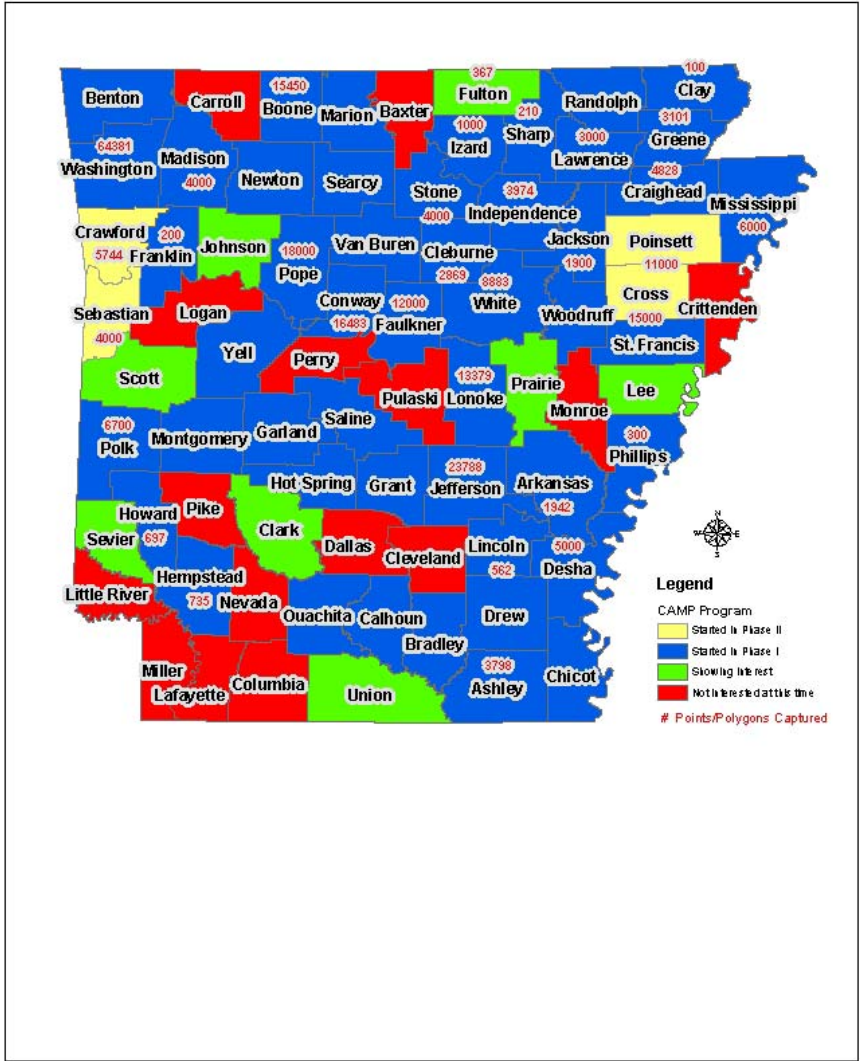 367
100
15450
Benton
Carroll
Boone
Marion
Baxter
Fulton
Randolph
Clay
210
3101
1000
Sharp
Greene
64381
Madison
Izard
3000
Lawrence
Washington
4000
Newton
Searcy
4828
Craighead
Stone
3974
Mississippi
4000
Independence
6000
Crawford
200
Johnson
18000
Van Buren
Cleburne
Jackson
Poinsett
5744
Franklin
Pope
2869
8883
1900
11000
Conway
12000
White
Cross
Crittenden
Sebastian
Logan
16483
Faulkner
Woodruff
15000
4000
Yell
Perry
St. Francis
Scott
13379
Prairie
Lee
Pulaski
Lonoke
Monroe
6700
Saline
300
Polk
Montgomery
Garland
Phillips
23788
Hot Spring
Grant
Jefferson
Arkansas
Howard
Pike
1942
Sevier
697
Clark
Dallas
Cleveland
Lincoln
5000
Hempstead
562
Desha
Little River
735
Nevada
Ouachita
Calhoun
Drew
Bradley
Miller
Columbia
3798
Chicot
Lafayette
Union
Ashley
N
W E
S
Legend
CAMP Program
Started in Phase II
Started in Phase I
Showing Interest
Not Interested at this time
# Points/Polygons Captured